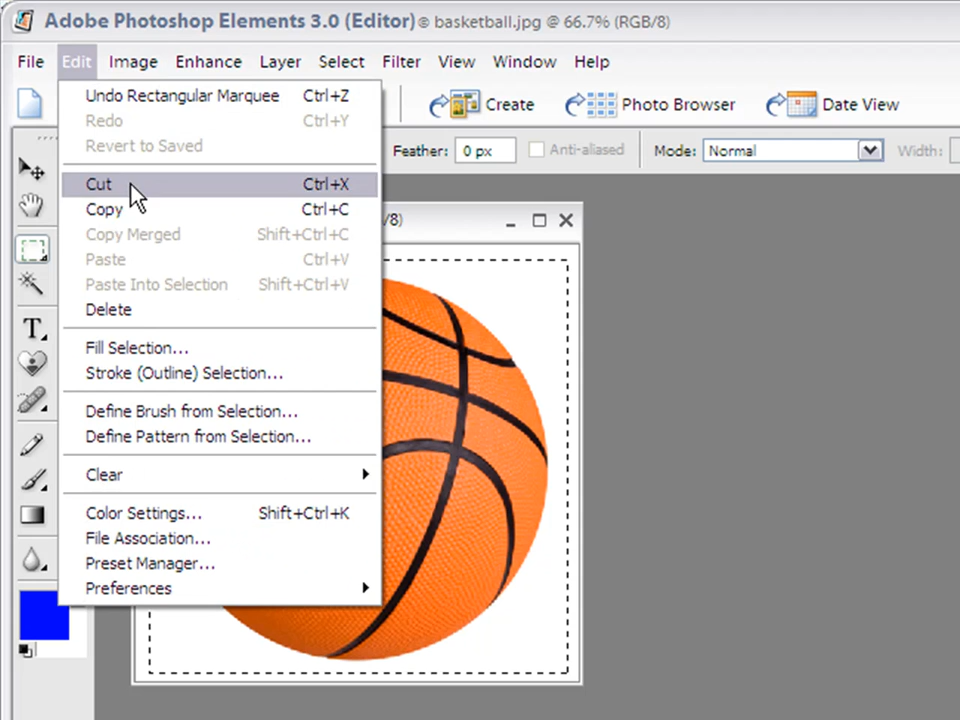 Adobe Photoshop Elements 3.0 (Editor) @ basketball.jpg @ 66.7% (RGB/8)
File Edit Image Enhance Layer Select Filter View Window Help
Create Photo Browser Date View
Feather: 0 px Anti-aliased Mode: Normal Width:
Undo Rectangular Marquee Ctrl+Z
Redo Ctrl+Y
Revert to Saved
Cut Ctrl+X
Copy Ctrl+C
Copy Merged Shift+Ctrl+C
Paste Ctrl+V
Paste Into Selection Shift+Ctrl+V
Delete
Fill Selection...
Stroke (Outline) Selection...
Define Brush from Selection...
Define Pattern from Selection...
Clear
Color Settings... Shift+Ctrl+K
File Association...
Preset Manager...
Preferences
/8)
T